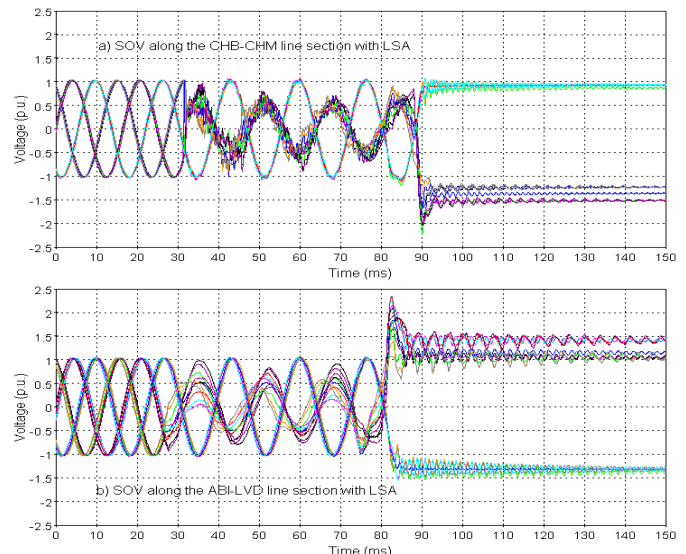 2.5
2
a) SOV along the CHB-CHM line section with LSA
1.5
1
0.5
0
-0.5
-1
-1.5
-2
-2.5
Voltage (p.u.)
0 10 20 30 40 50 60 70 80 90 100 110 120 130 140 150
Time (ms)
2.5
2
1.5
1
0.5
0
-0.5
-1
-1.5
b) SOV along the ABI-LVD line section with LSA
-2
-2.5
Voltage (p.u.)
0 10 20 30 40 50 60 70 80 90 100 110 120 130 140 150
Time (ms)